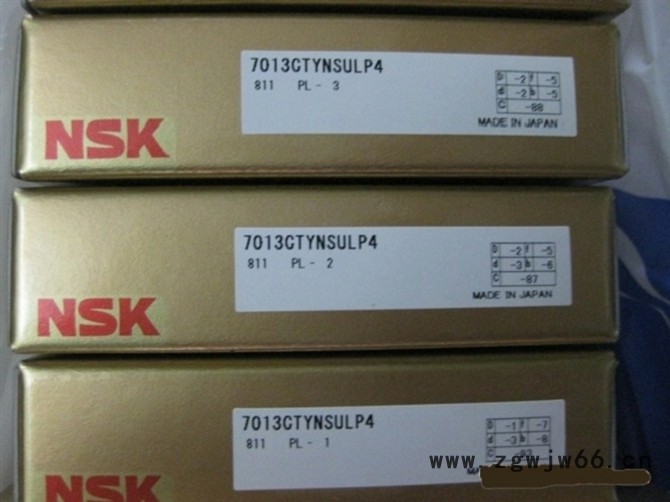 7013CTYNSULP4
811 PL - 3
D -2 f -5
d -2 b -5
C -88
MADE IN JAPAN
NSK
7013CTYNSULP4
811 PL - 2
D -2 f -5
d -3 b -6
C -87
MADE IN JAPAN
NSK
7013CTYNSULP4
811 PL - 1
D -1 f -7
d -3 b -8
NSK
www.zgwjw66.cn